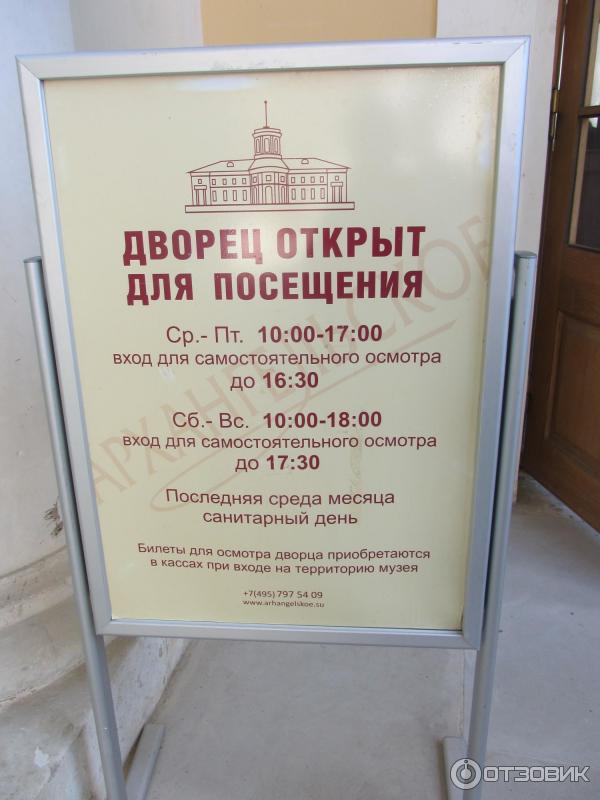 ДВОРЕЦ ОТКРЫТ
ДЛЯ ПОСЕЩЕНИЯ
Ср.- Пт. 10:00-17:00
вход для самостоятельного осмотра
до 16:30
Сб.- Вс. 10:00-18:00
вход для самостоятельного осмотра
до 17:30
Последняя среда месяца
санитарный день
Билеты для осмотра дворца приобретаются
в кассах при входе на территорию музея
+7(495) 797 54 09
www.arhangelskoe.su
АРХАНГЕЛЬСКОЕ
ОТЗОВИК